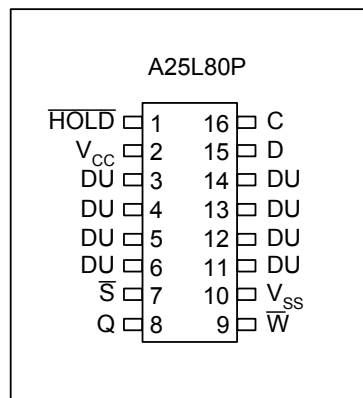 A25L80P
HOLD 1 16 C
VCC 2 15 D
DU 3 14 DU
DU 4 13 DU
DU 5 12 DU
DU 6 11 DU
S 7 10 VSS
Q 8 9 W